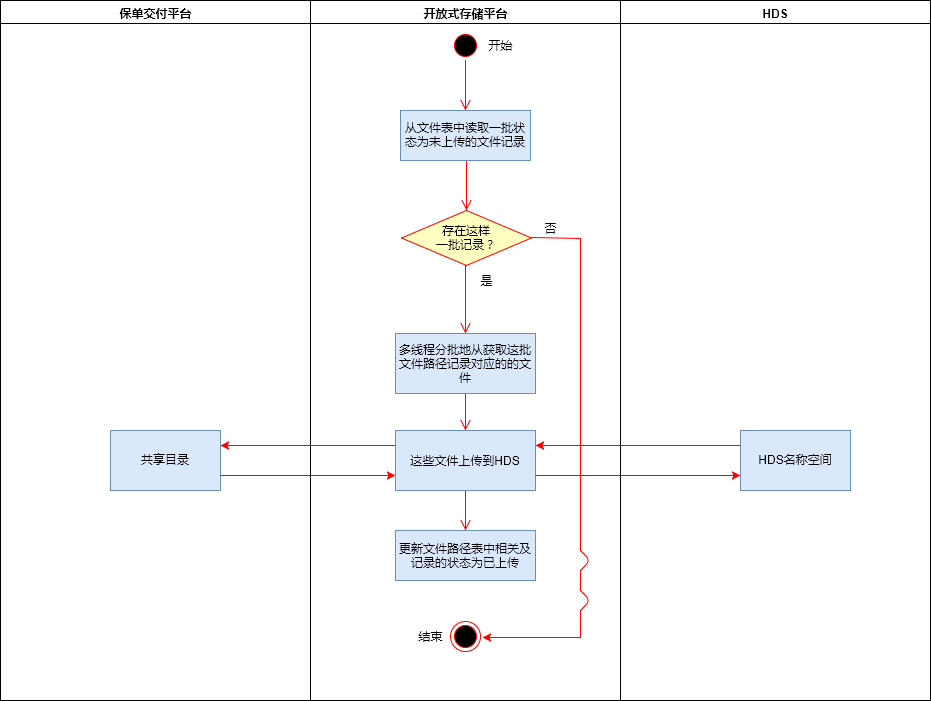 保单交付平台
开放式存储平台
HDS
开始
从文件表中读取一批状
态为未上传的文件记录
存在这样
一批记录？
否
是
多线程分批地从获取这批
文件路径记录对应的的文
件
共享目录
这些文件上传到HDS
HDS名称空间
更新文件路径表中相关及
记录的状态为已上传
结束